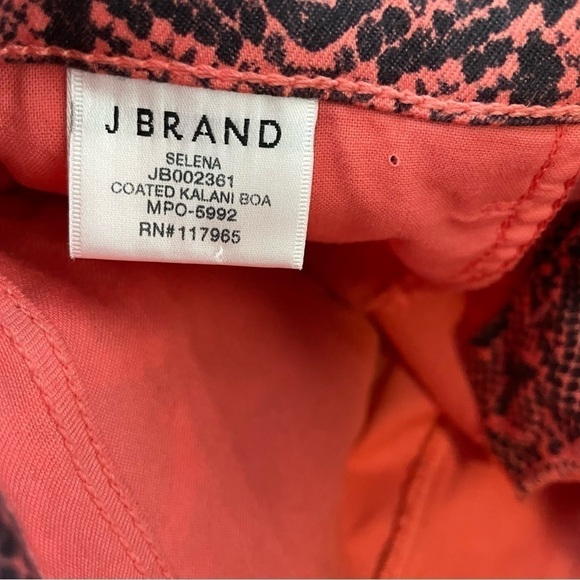 J BRAND
SELENA
JB002361
COATED KALANI BOA
MPO-5992
RN#117965